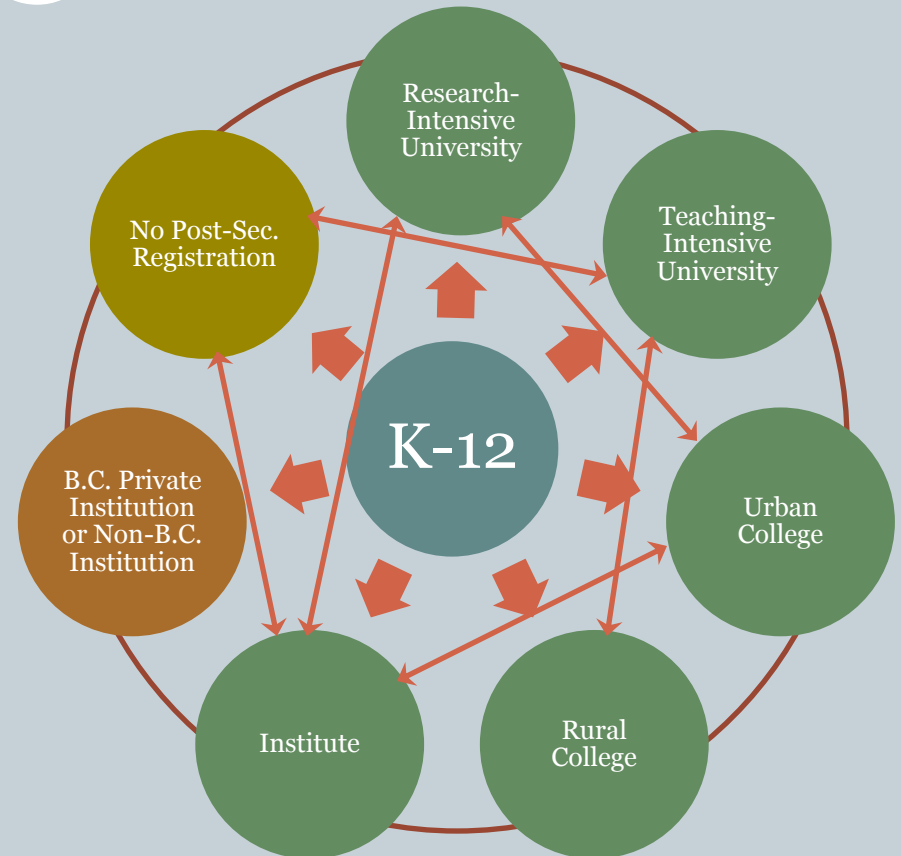 Research-
Intensive
University
No Post-Sec.
Registration
Teaching-
Intensive
University
K-12
B.C. Private
Institution
or Non-B.C.
Institution
Urban
College
Institute
Rural
College